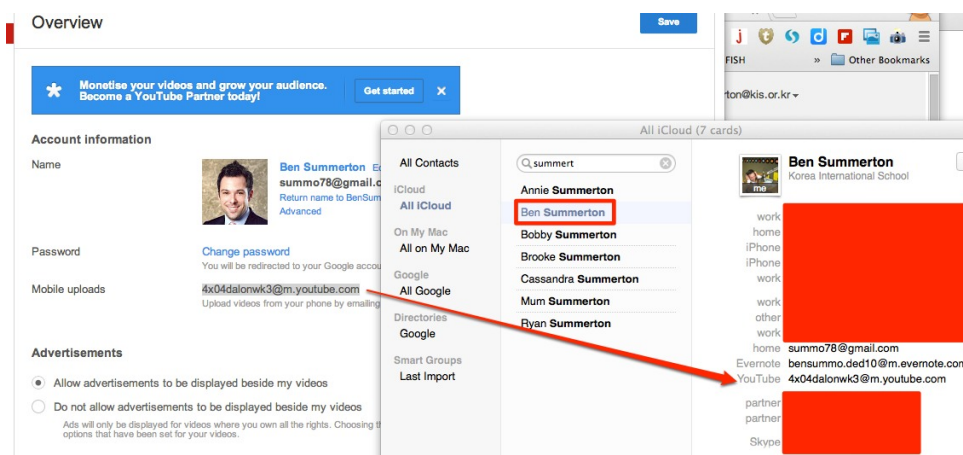 Overview
Save
Monetise your videos and grow your audience.
Become a YouTube Partner today!
Get started
X
Account information
Name
Ben Summerton
summo78@gmail.c
Return name to BenSum
Advanced
Password
Change password
You will be redirected to your Google accou
Mobile uploads
4x04dalonwk3@m.youtube.com
Upload videos from your phone by emailing
Advertisements
Allow advertisements to be displayed beside my videos
Do not allow advertisements to be displayed beside my videos
Ads will only be displayed for videos where you own all the rights. Choosing
options that have been set for your videos.
FISH
» Other Bookmarks
rton@kis.or.kr
All iCloud (7 cards)
All Contacts
iCloud
All iCloud
On My Mac
All on My Mac
Google
All Google
Directories
Google
Smart Groups
Last Import
summert
Annie Summerton
Ben Summerton
Bobby Summerton
Brooke Summerton
Cassandra Summerton
Mum Summerton
Ryan Summerton
me
Ben Summerton
Korea International School
work
home
iPhone
iPhone
work
work
other
work
home summo78@gmail.com
Evernote bensummo.ded10@m.evernote.com
YouTube 4x04dalonwk3@m.youtube.com
partner
partner
Skype